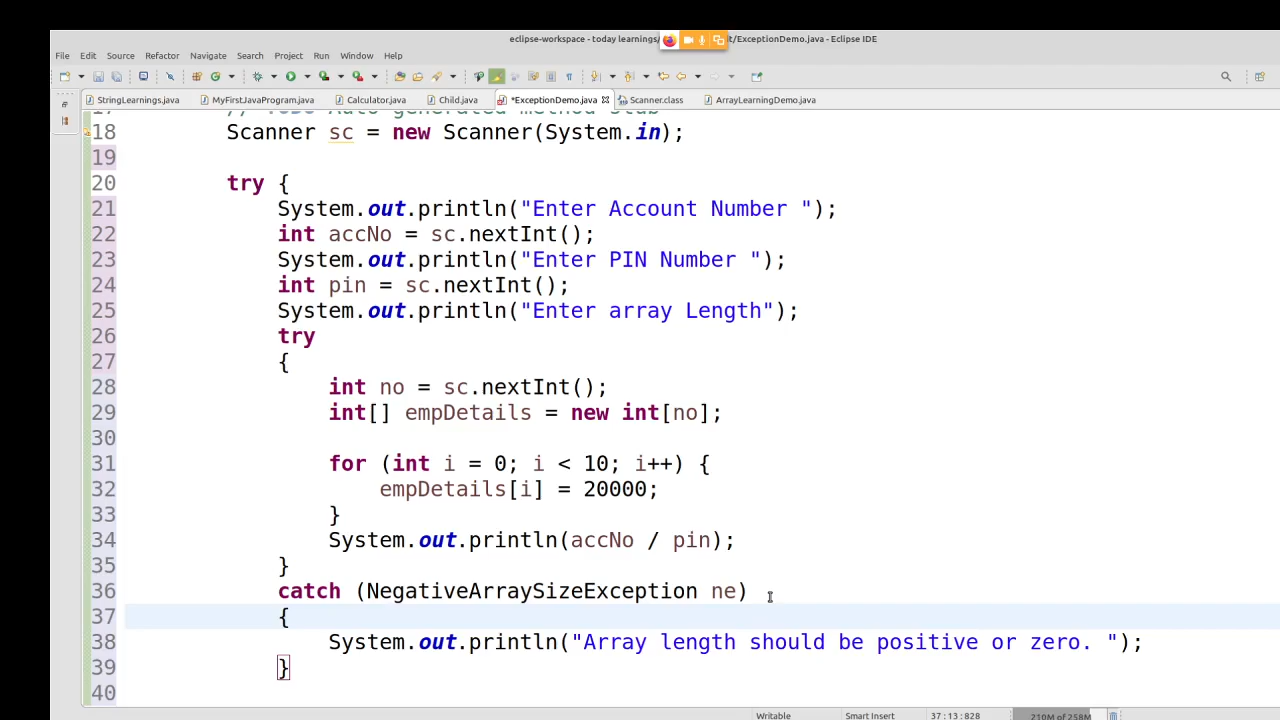 eclipse-workspace - today learnings/ t/ExceptionDemo.java - Eclipse IDE
File Edit Source Refactor Navigate Search Project Run Window Help
StringLearnings.java MyFirstJavaProgram.java Calculator.java Child.java *ExceptionDemo.java Scanner.class ArrayLearningDemo.java
17 // TODO Auto-generated method stub
18 Scanner sc = new Scanner(System.in);
19
20 try {
21 System.out.println("Enter Account Number ");
22 int accNo = sc.nextInt();
23 System.out.println("Enter PIN Number ");
24 int pin = sc.nextInt();
25 System.out.println("Enter array Length");
26 try
27 {
28 int no = sc.nextInt();
29 int[] empDetails = new int[no];
30
31 for (int i = 0; i < 10; i++) {
32 empDetails[i] = 20000;
33 }
34 System.out.println(accNo / pin);
35 }
36 catch (NegativeArraySizeException ne)
37 {
38 System.out.println("Array length should be positive or zero. ");
39 }
40
Writable Smart Insert 37 : 13 : 828 210M of 258M